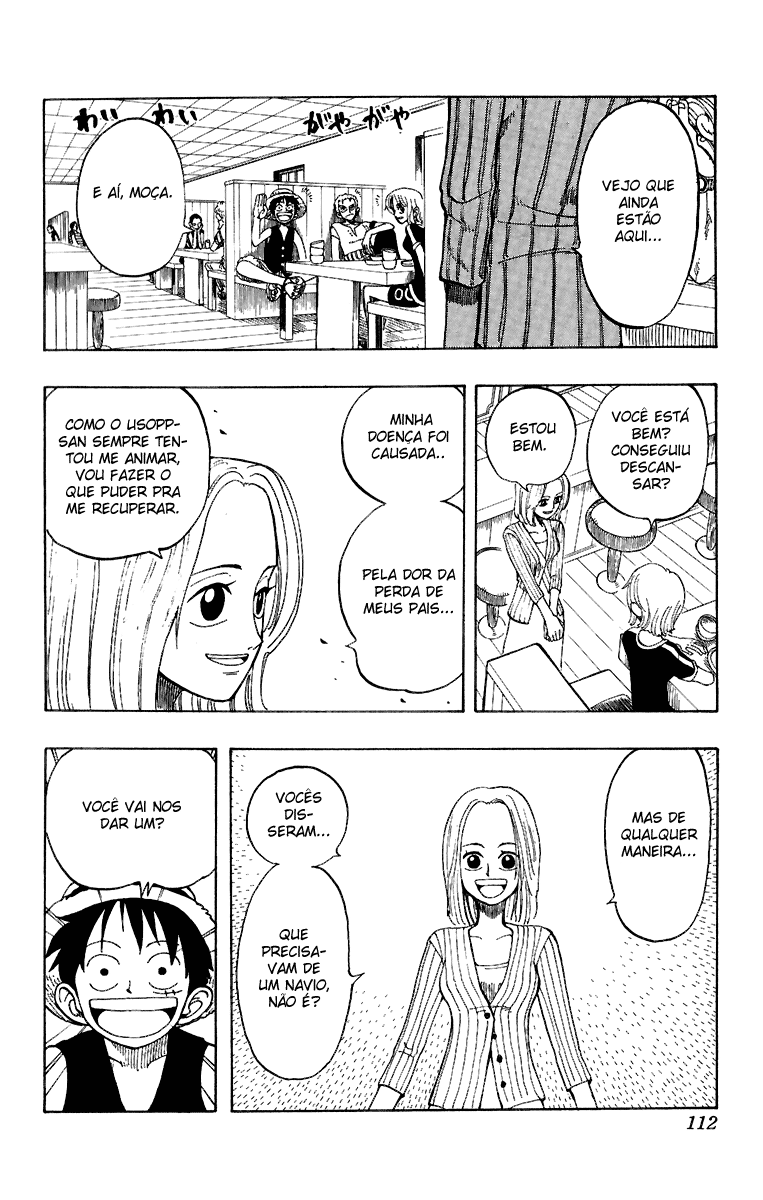 VEJO QUE
AINDA
ESTÃO
AQUI...
がや がや
わい わい
E AÍ, MOÇA.
VOCÊ ESTÁ
BEM?
CONSEGUIU
DESCAN-
SAR?
ESTOU
BEM.
MINHA
DOENÇA FOI
CAUSADA..
PELA DOR DA
PERDA DE
MEUS PAIS...
COMO O USOPP-
SAN SEMPRE TEN-
TOU ME ANIMAR,
VOU FAZER O
QUE PUDER PRA
ME RECUPERAR.
MAS DE
QUALQUER
MANEIRA...
VOCÊS
DIS-
SERAM...
QUE
PRECISA-
VAM DE
UM NAVIO,
NÃO É?
VOCÊ VAI NOS
DAR UM?
112